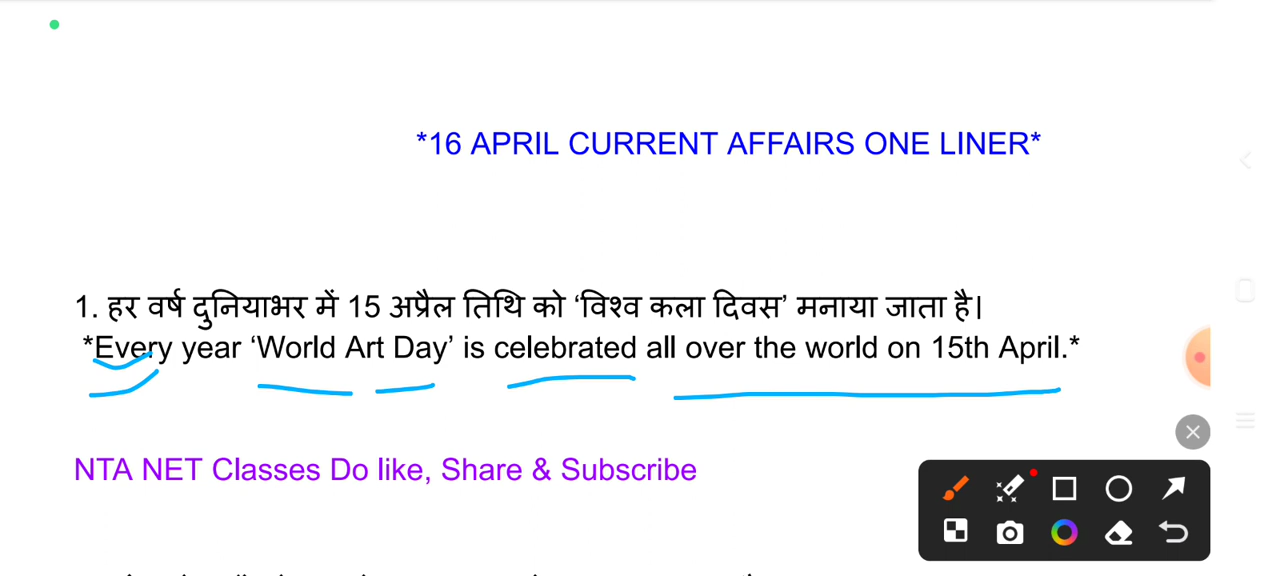 *16 APRIL CURRENT AFFAIRS ONE LINER*
1. हर वर्ष दुनियाभर में 15 अप्रैल तिथि को ‘विश्व कला दिवस’ मनाया जाता है।
*Every year ‘World Art Day’ is celebrated all over the world on 15th April.*
NTA NET Classes Do like, Share & Subscribe